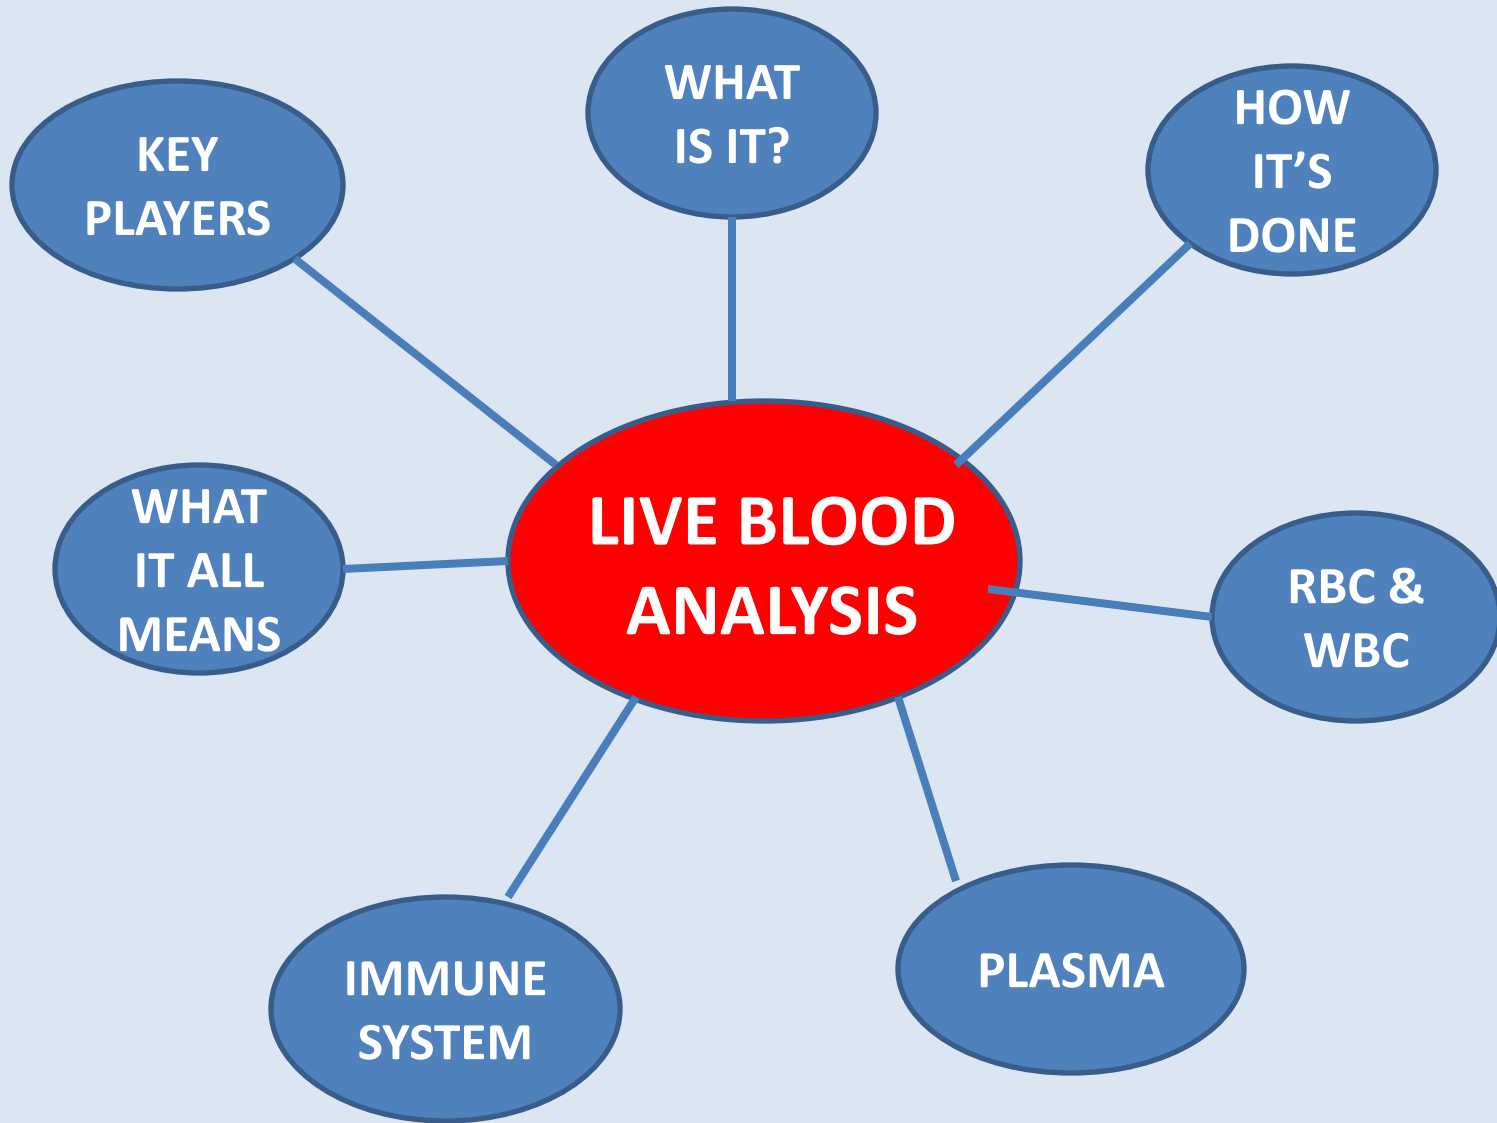 WHAT
IS IT?
HOW
IT’S
DONE
KEY
PLAYERS
LIVE BLOOD
ANALYSIS
WHAT
IT ALL
MEANS
RBC &
WBC
IMMUNE
SYSTEM
PLASMA